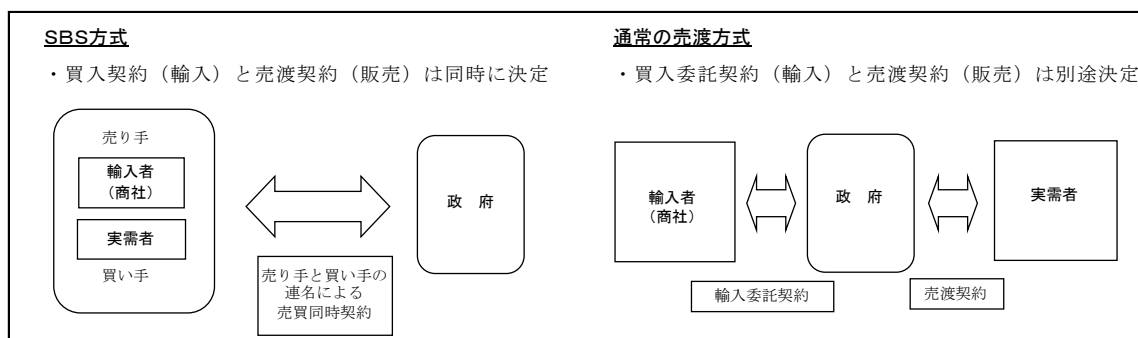 SBS方式
・買入契約（輸入）と売渡契約（販売）は同時に決定
売り手
輸入者
（商社）
実需者
買い手
政　府
売り手と買い手の
連名による
売買同時契約
通常の売渡方式
・買入委託契約（輸入）と売渡契約（販売）は別途決定
輸入者
（商社）
政　府
実需者
輸入委託契約
売渡契約